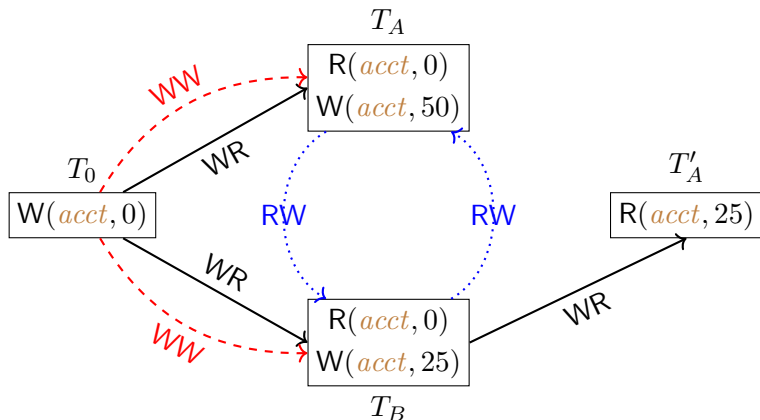 T_A
R(acct, 0)
W(acct, 50)
WW
WR
T_0
W(acct, 0)
RW
RW
T'_A
R(acct, 25)
WR
WW
R(acct, 0)
W(acct, 25)
WR
T_B